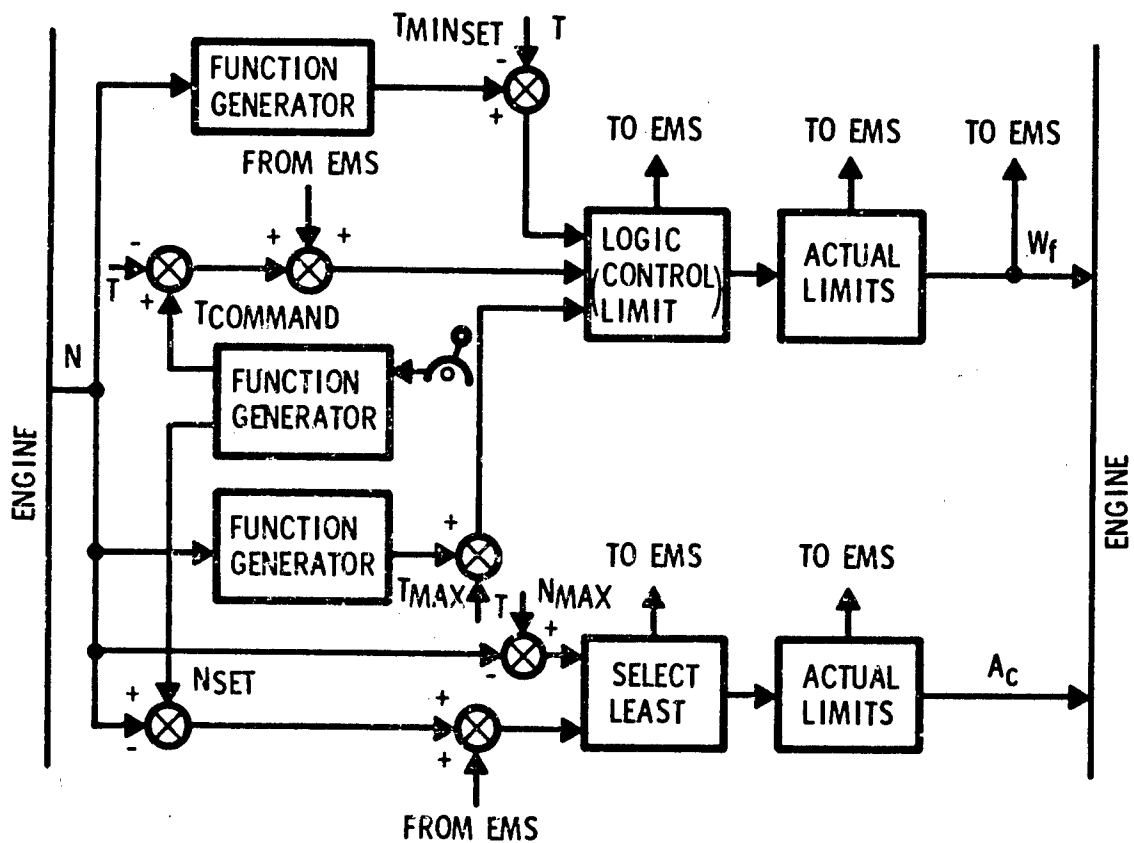 TMINSET
T
-
+
FUNCTION
GENERATOR
FROM EMS
TO EMS
TO EMS
TO EMS
-
+
+
+
T
+
TCOMMAND
LOGIC
(CONTROL)
LIMIT
ACTUAL
LIMITS
Wf
N
FUNCTION
GENERATOR
ENGINE
ENGINE
FUNCTION
GENERATOR
+
TMAX
T
NMAX
+
-
TO EMS
TO EMS
NSET
+
-
+
+
SELECT
LEAST
ACTUAL
LIMITS
Ac
FROM EMS